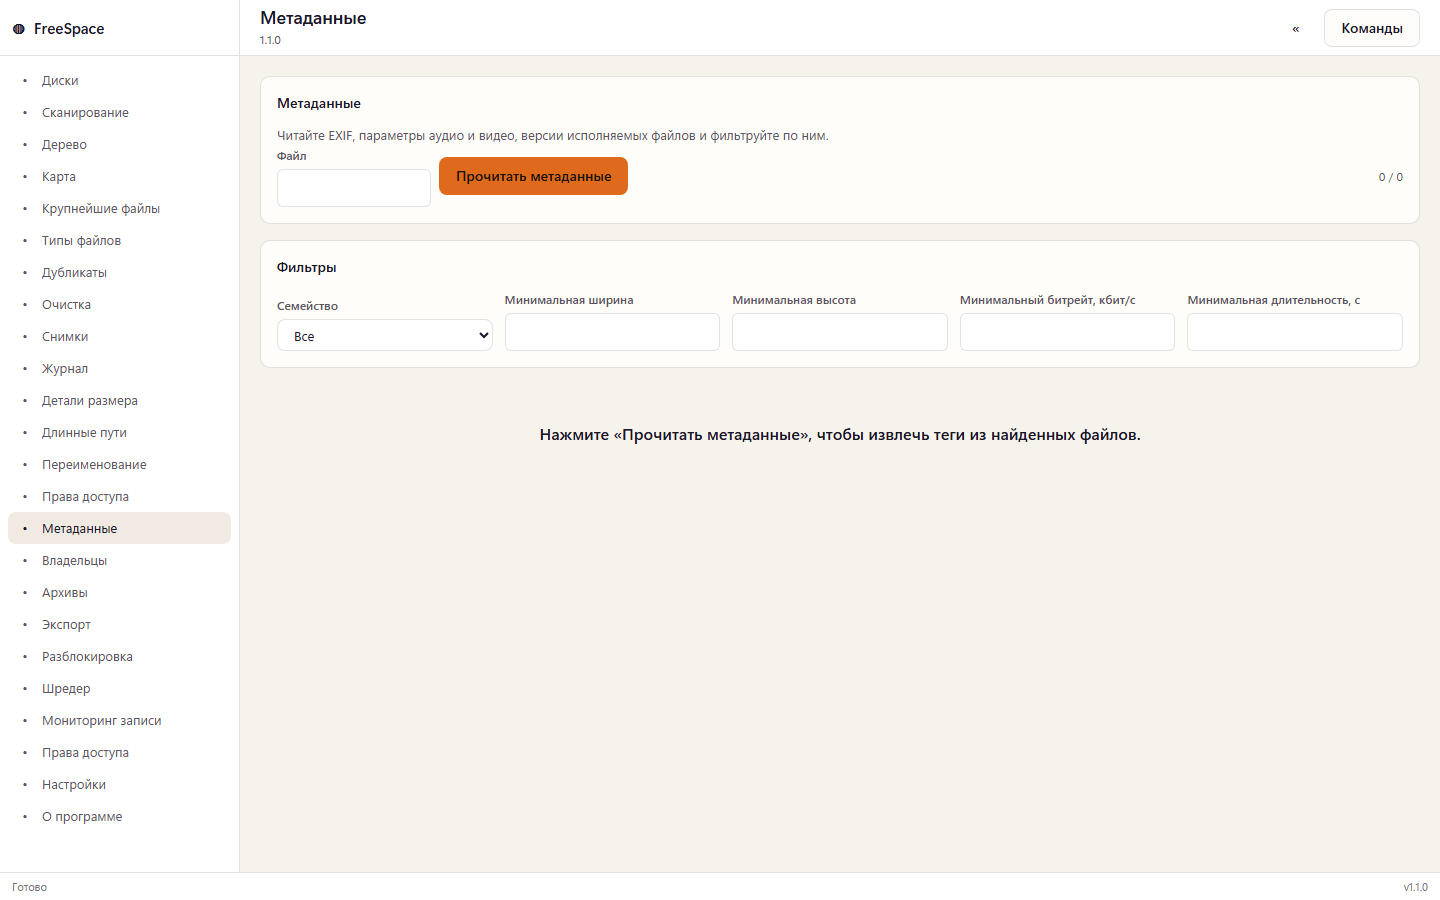 FreeSpace
Метаданные
1.1.0
«
Команды
• Диски
• Сканирование
• Дерево
• Карта
• Крупнейшие файлы
• Типы файлов
• Дубликаты
• Очистка
• Снимки
• Журнал
• Детали размера
• Длинные пути
• Переименование
• Права доступа
• Метаданные
• Владельцы
• Архивы
• Экспорт
• Разблокировка
• Шредер
• Мониторинг записи
• Права доступа
• Настройки
• О программе
Метаданные
Читайте EXIF, параметры аудио и видео, версии исполняемых файлов и фильтруйте по ним.
Файл
Прочитать метаданные
0 / 0
Фильтры
Семейство
Все
Минимальная ширина
Минимальная высота
Минимальный битрейт, кбит/с
Минимальная длительность, с
Нажмите «Прочитать метаданные», чтобы извлечь теги из найденных файлов.
Готово
v1.1.0